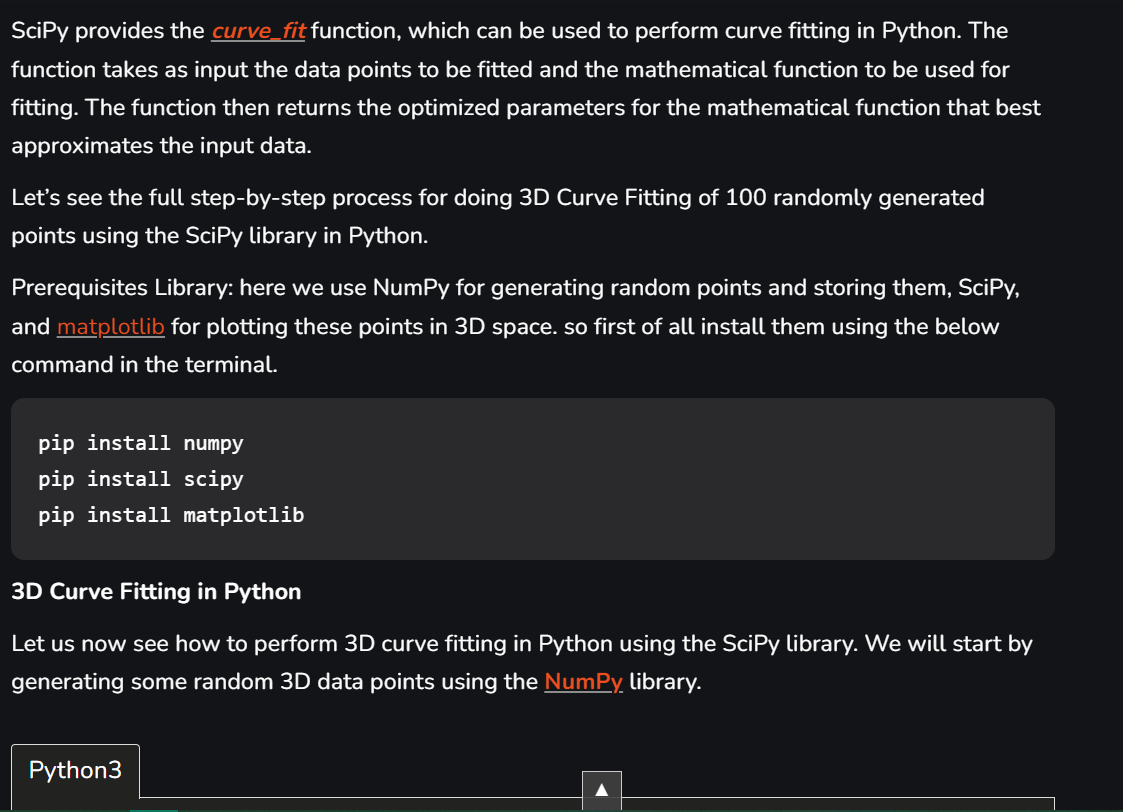 SciPy provides the curve_fit function, which can be used to perform curve fitting in Python. The
function takes as input the data points to be fitted and the mathematical function to be used for
fitting. The function then returns the optimized parameters for the mathematical function that best
approximates the input data.
Let’s see the full step-by-step process for doing 3D Curve Fitting of 100 randomly generated
points using the SciPy library in Python.
Prerequisites Library: here we use NumPy for generating random points and storing them, SciPy,
and matplotlib for plotting these points in 3D space. so first of all install them using the below
command in the terminal.
pip install numpy
pip install scipy
pip install matplotlib
3D Curve Fitting in Python
Let us now see how to perform 3D curve fitting in Python using the SciPy library. We will start by
generating some random 3D data points using the NumPy library.
Python3